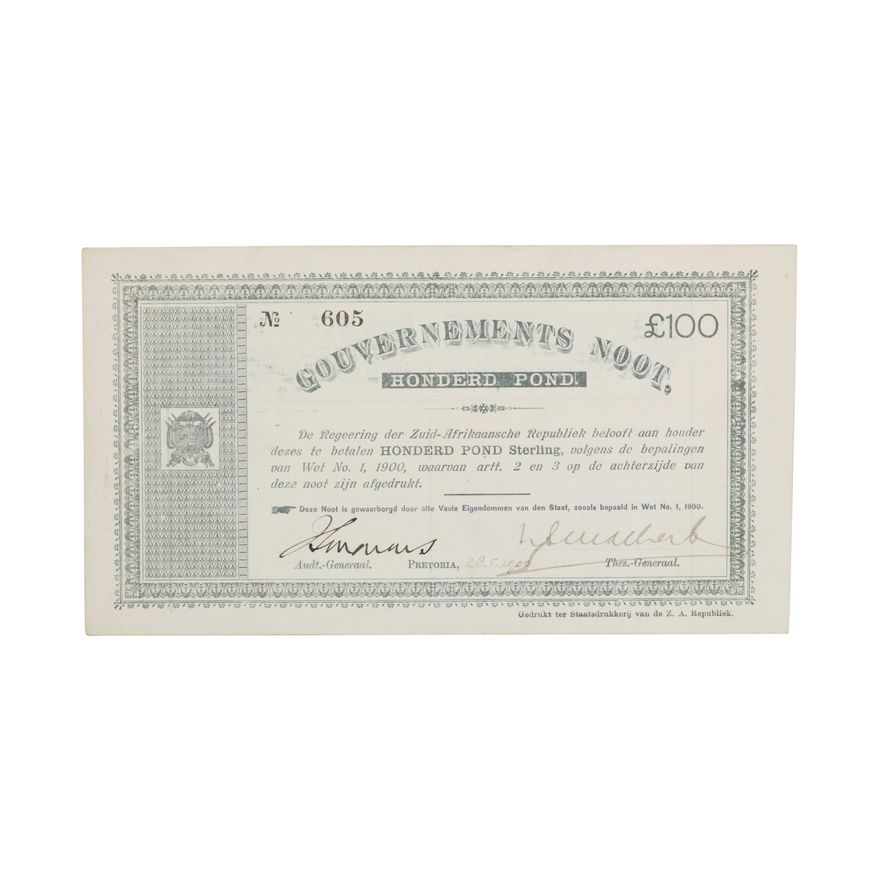 № 605
£100
GOUVERNEMENTS NOOT,
HONDERD POND.
De Regeering der Zuid-Afrikaansche Republiek belooft aan houder
dezes te betalen HONDERD POND Sterling, volgens de bepalingen
van Wet No. 1, 1900, waarvan artt. 2 en 3 op de achterzijde van
deze noot zijn afgedrukt.
Deze Noot is gewaarborgd door alle Vaste Eigendommen van den Staat, zooals bepaald in Wet No. 1, 1900.
Audt.-Generaal. PRETORIA, 28.5.1900 Thes.-Generaal.
Gedrukt ter Staatsdrukkerij van de Z. A. Republiek.